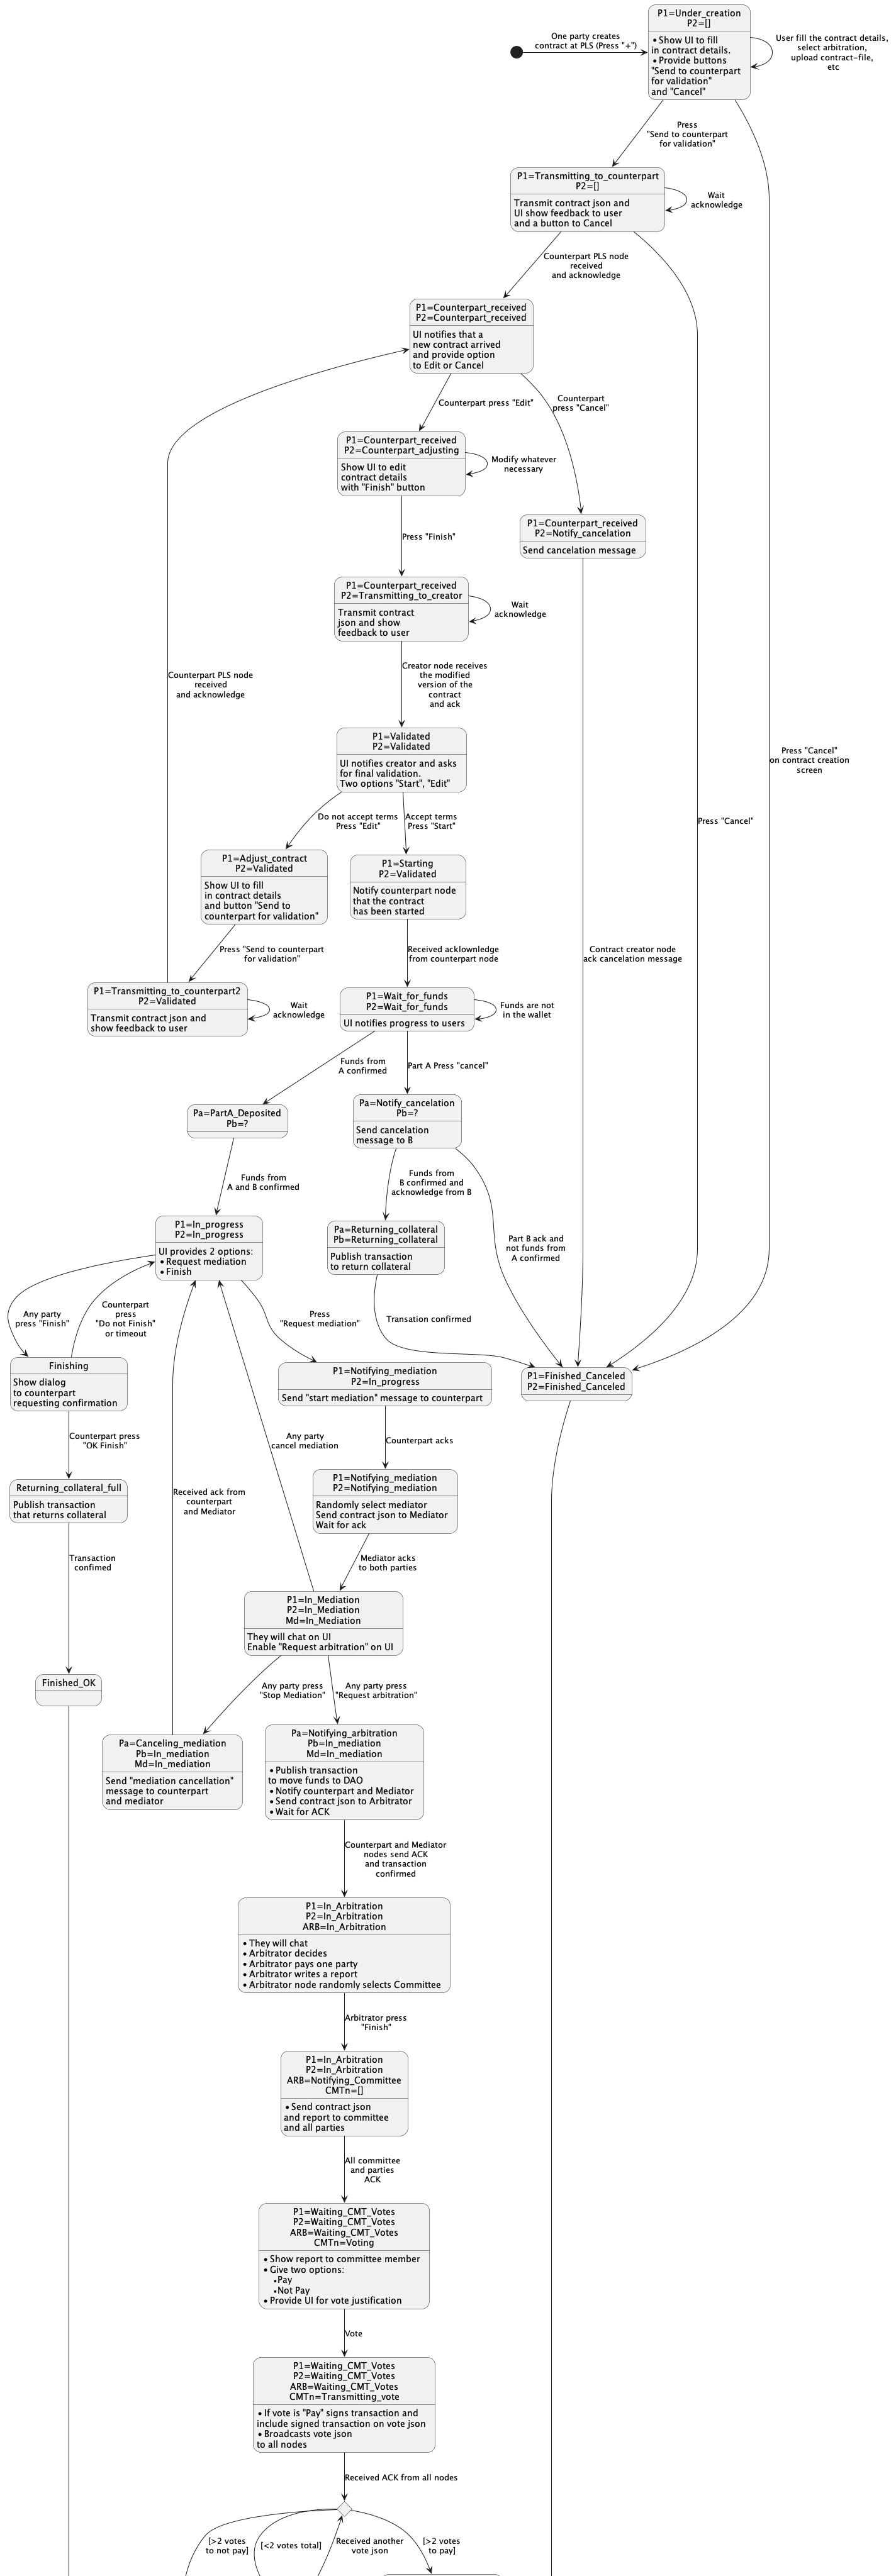 P1=Under_creation
P2=[]
• Show UI to fill
in contract details.
• Provide buttons
"Send to counterpart
for validation"
and "Cancel"
One party creates
contract at PLS (Press "+")
User fill the contract details,
select arbitration,
upload contract-file,
etc
Press
"Send to counterpart
for validation"
P1=Transmitting_to_counterpart
P2=[]
Transmit contract json and
UI show feedback to user
and a button to Cancel
Wait
acknowledge
Counterpart PLS node
received
and acknowledge
P1=Counterpart_received
P2=Counterpart_received
UI notifies that a
new contract arrived
and provide option
to Edit or Cancel
Counterpart press "Edit"
Counterpart
press "Cancel"
P1=Counterpart_received
P2=Counterpart_adjusting
Show UI to edit
contract details
with "Finish" button
Modify whatever
necessary
P1=Counterpart_received
P2=Notify_cancelation
Send cancelation message
Press "Finish"
P1=Counterpart_received
P2=Transmitting_to_creator
Transmit contract
json and show
feedback to user
Wait
acknowledge
Counterpart PLS node
received
and acknowledge
Creator node receives
the modified
version of the
contract
and ack
P1=Validated
P2=Validated
UI notifies creator and asks
for final validation.
Two options "Start", "Edit"
Press "Cancel"
on contract creation
screen
Press "Cancel"
Do not accept terms
Press "Edit"
Accept terms
Press "Start"
P1=Adjust_contract
P2=Validated
Show UI to fill
in contract details
and button "Send to
counterpart for validation"
P1=Starting
P2=Validated
Notify counterpart node
that the contract
has been started
Press "Send to counterpart
for validation"
Received acklownledge
from counterpart node
Contract creator node
ack cancelation message
P1=Transmitting_to_counterpart2
P2=Validated
Transmit contract json and
show feedback to user
Wait
acknowledge
P1=Wait_for_funds
P2=Wait_for_funds
UI notifies progress to users
Funds are not
in the wallet
Funds from
A confirmed
Part A Press "cancel"
Pa=PartA_Deposited
Pb=?
Pa=Notify_cancelation
Pb=?
Send cancelation
message to B
Funds from
A and B confirmed
Funds from
B confirmed and
acknowledge from B
Part B ack and
not funds from
A confirmed
P1=In_progress
P2=In_progress
UI provides 2 options:
• Request mediation
• Finish
Pa=Returning_collateral
Pb=Returning_collateral
Publish transaction
to return collateral
Any party
press "Finish"
Counterpart
press
"Do not Finish"
or timeout
Press
"Request mediation"
Transation confirmed
Finishing
Show dialog
to counterpart
requesting confirmation
P1=Notifying_mediation
P2=In_progress
Send "start mediation" message to counterpart
P1=Finished_Canceled
P2=Finished_Canceled
Counterpart press
"OK Finish"
Any party
cancel mediation
Counterpart acks
Returning_collateral_full
Publish transaction
that returns collateral
Received ack from
counterpart
and Mediator
P1=Notifying_mediation
P2=Notifying_mediation
Randomly select mediator
Send contract json to Mediator
Wait for ack
Transaction
confimed
Mediator acks
to both parties
P1=In_Mediation
P2=In_Mediation
Md=In_Mediation
They will chat on UI
Enable "Request arbitration" on UI
Finished_OK
Any party press
"Stop Mediation"
Any party press
"Request arbitration"
Pa=Canceling_mediation
Pb=In_mediation
Md=In_mediation
Send "mediation cancellation"
message to counterpart
and mediator
Pa=Notifying_arbitration
Pb=In_mediation
Md=In_mediation
• Publish transaction
to move funds to DAO
• Notify counterpart and Mediator
• Send contract json to Arbitrator
• Wait for ACK
Counterpart and Mediator
nodes send ACK
and transaction
confirmed
P1=In_Arbitration
P2=In_Arbitration
ARB=In_Arbitration
• They will chat
• Arbitrator decides
• Arbitrator pays one party
• Arbitrator writes a report
• Arbitrator node randomly selects Committee
Arbitrator press
"Finish"
P1=In_Arbitration
P2=In_Arbitration
ARB=Notifying_Committee
CMTn=[]
• Send contract json
and report to committee
and all parties
All committee
and parties
ACK
P1=Waiting_CMT_Votes
P2=Waiting_CMT_Votes
ARB=Waiting_CMT_Votes
CMTn=Voting
• Show report to committee member
• Give two options:
• Pay
• Not Pay
• Provide UI for vote justification
Vote
P1=Waiting_CMT_Votes
P2=Waiting_CMT_Votes
ARB=Waiting_CMT_Votes
CMTn=Transmitting_vote
• If vote is "Pay" signs transaction and
include signed transaction on vote json
• Broadcasts vote json
to all nodes
Received ACK from all nodes
[>2 votes
to not pay]
[<2 votes total]
Received another
vote json
[>2 votes
to pay]